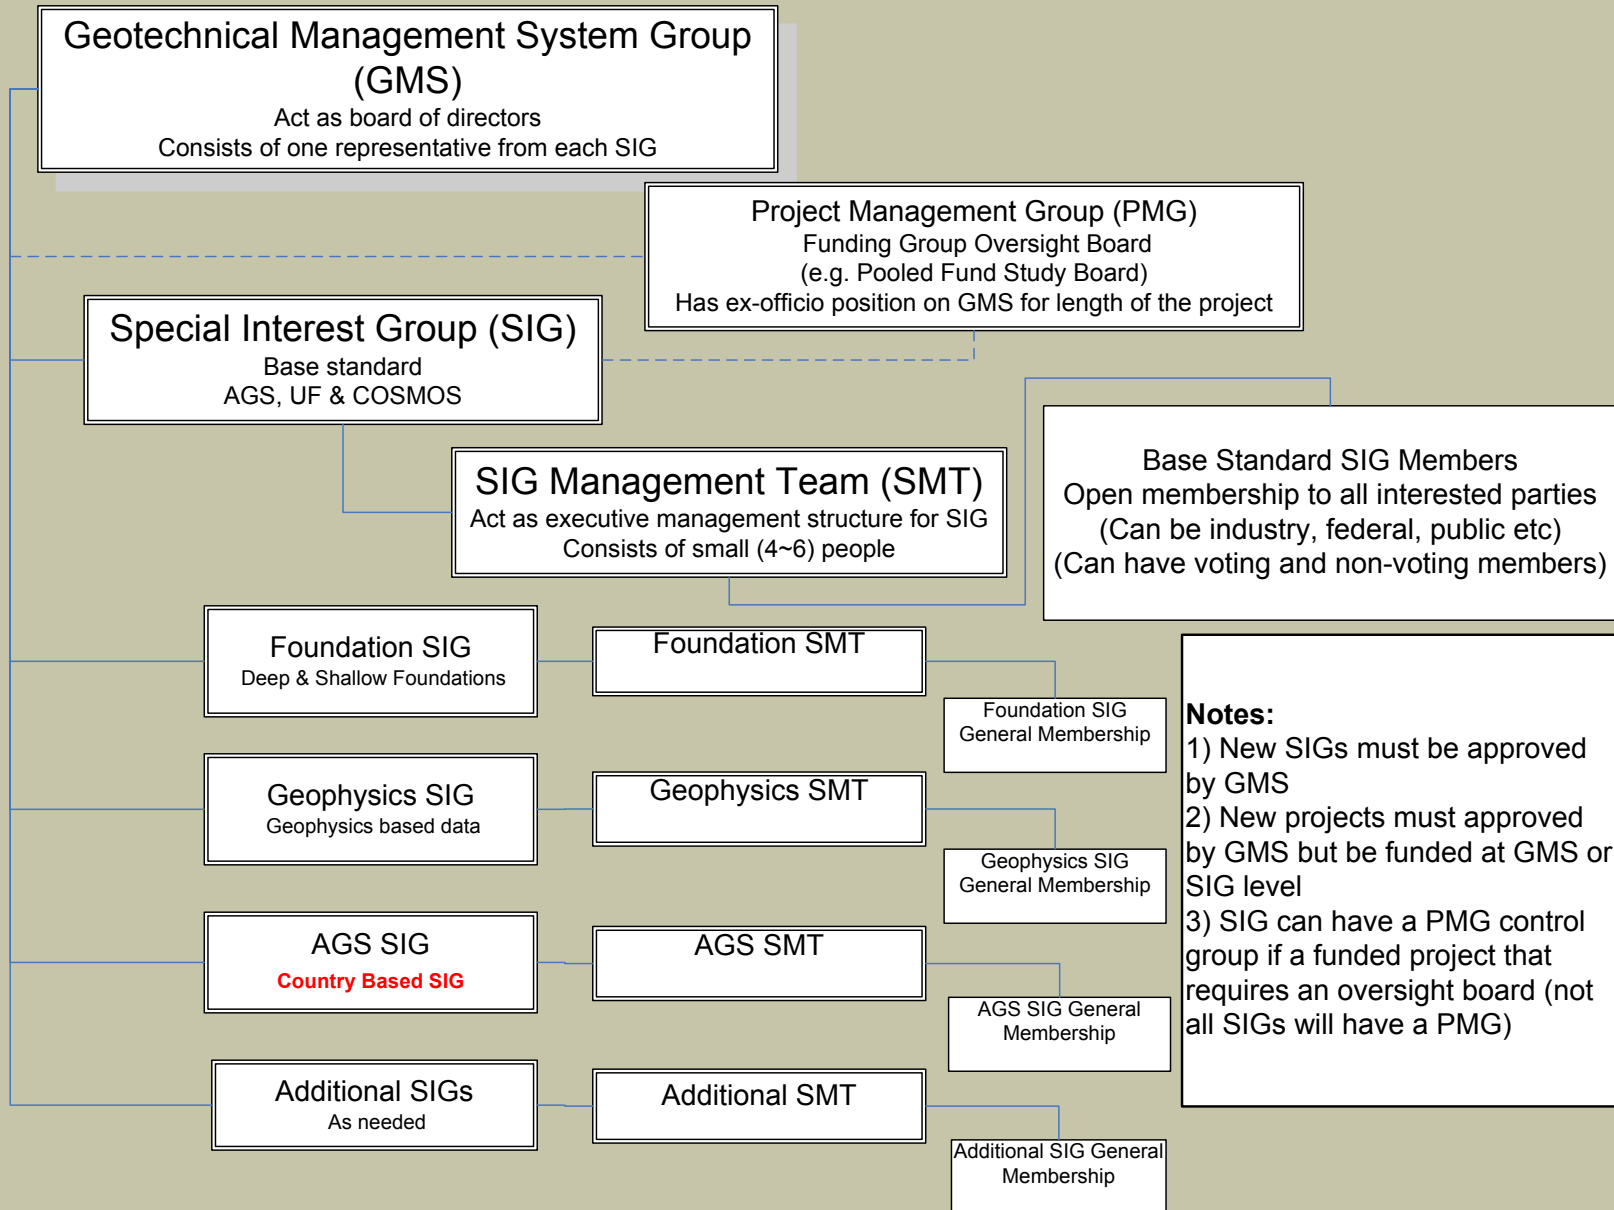 Geotechnical Management System Group
(GMS)
Act as board of directors
Consists of one representative from each SIG
Project Management Group (PMG)
Funding Group Oversight Board
(e.g. Pooled Fund Study Board)
Has ex-officio position on GMS for length of the project
Special Interest Group (SIG)
Base standard
AGS, UF & COSMOS
SIG Management Team (SMT)
Act as executive management structure for SIG
Consists of small (4~6) people
Base Standard SIG Members
Open membership to all interested parties
(Can be industry, federal, public etc)
(Can have voting and non-voting members)
Foundation SIG
Deep & Shallow Foundations
Foundation SMT
Foundation SIG
General Membership
Geophysics SIG
Geophysics based data
Geophysics SMT
Geophysics SIG
General Membership
AGS SIG
Country Based SIG
AGS SMT
AGS SIG General
Membership
Additional SIGs
As needed
Additional SMT
Additional SIG General
Membership
Notes:
1) New SIGs must be approved
by GMS
2) New projects must approved
by GMS but be funded at GMS or
SIG level
3) SIG can have a PMG control
group if a funded project that
requires an oversight board (not
all SIGs will have a PMG)